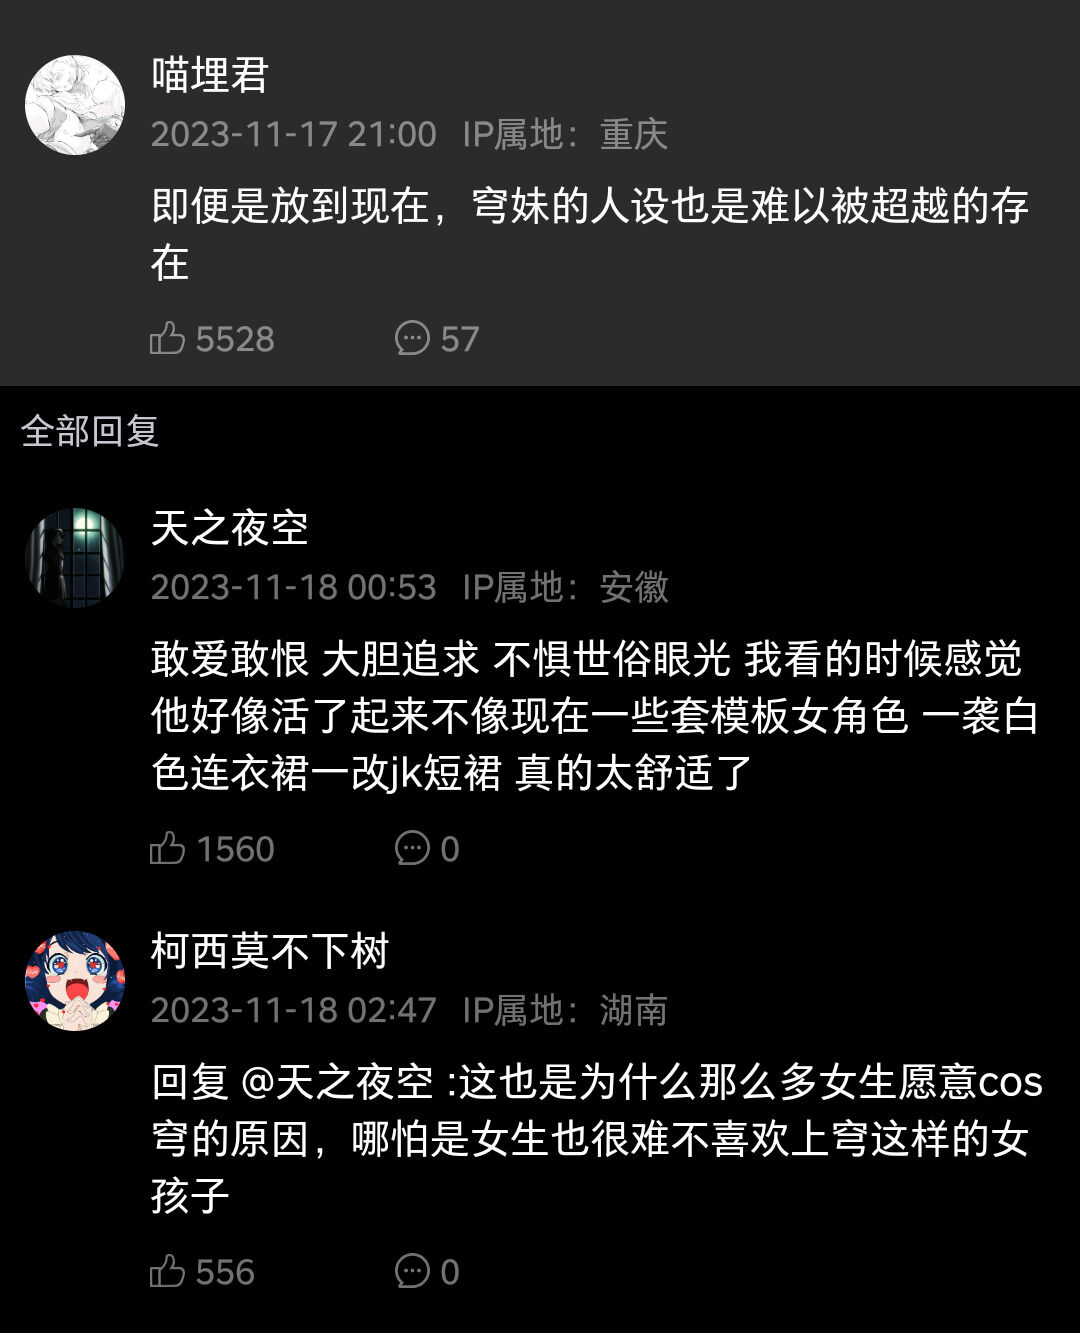 喵埋君
2023-11-17 21:00 IP属地：重庆
即便是放到现在，穹妹的人设也是难以被超越的存
在
5528 57
全部回复
天之夜空
2023-11-18 00:53 IP属地：安徽
敢爱敢恨 大胆追求 不惧世俗眼光 我看的时候感觉
他好像活了起来不像现在一些套模板女角色 一袭白
色连衣裙一改jk短裙 真的太舒适了
1560 0
柯西莫不下树
2023-11-18 02:47 IP属地：湖南
回复 @天之夜空 :这也是为什么那么多女生愿意cos
穹的原因，哪怕是女生也很难不喜欢上穹这样的女
孩子
556 0